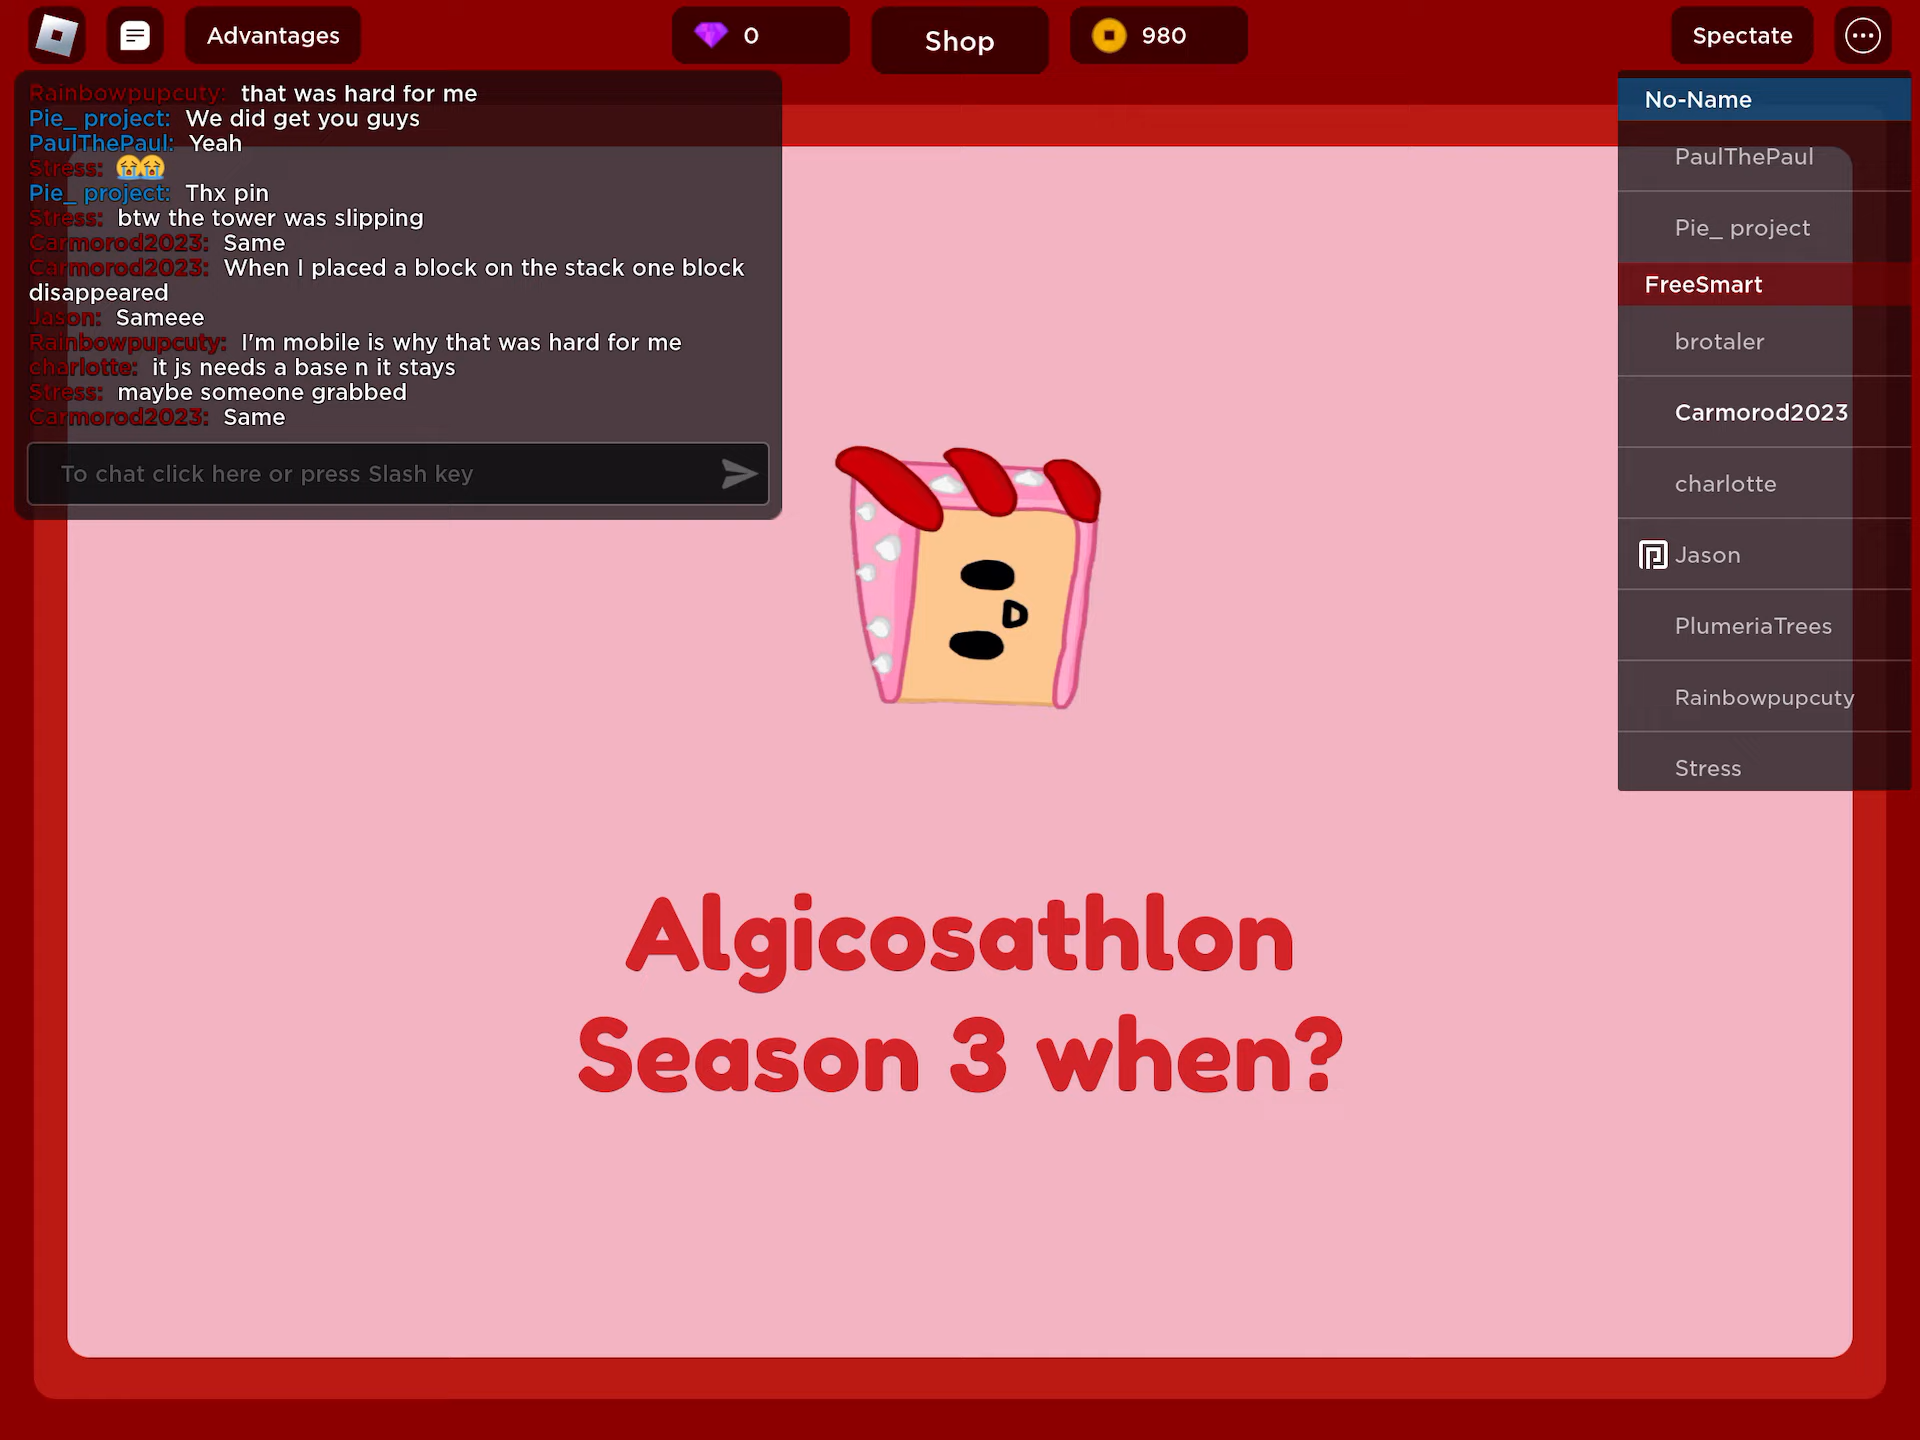 Advantages
0
Shop
980
Spectate
Rainbowpupcuty: that was hard for me
Pie_ project: We did get you guys
PaulThePaul: Yeah
Stress: 😭😭
Pie_ project: Thx pin
Stress: btw the tower was slipping
Carmorod2023: Same
Carmorod2023: When I placed a block on the stack one block
disappeared
Jason: Sameee
Rainbowpupcuty: I'm mobile is why that was hard for me
charlotte: it js needs a base n it stays
Stress: maybe someone grabbed
Carmorod2023: Same
To chat click here or press Slash key
No-Name
PaulThePaul
Pie_ project
FreeSmart
brotaler
Carmorod2023
charlotte
Jason
PlumeriaTrees
Rainbowpupcuty
Stress
Algicosathlon
Season 3 when?